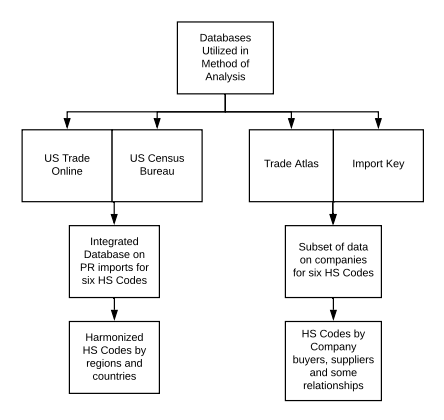 Databases
Utilized in
Method of
Analysis
US Trade
Online
US Census
Bureau
Trade Atlas
Import Key
Integrated
Database on
PR imports for
six HS Codes
Subset of data
on companies
for six HS Codes
Harmonized
HS Codes by
regions and
countries
HS Codes by
Company
buyers, suppliers
and some
relationships